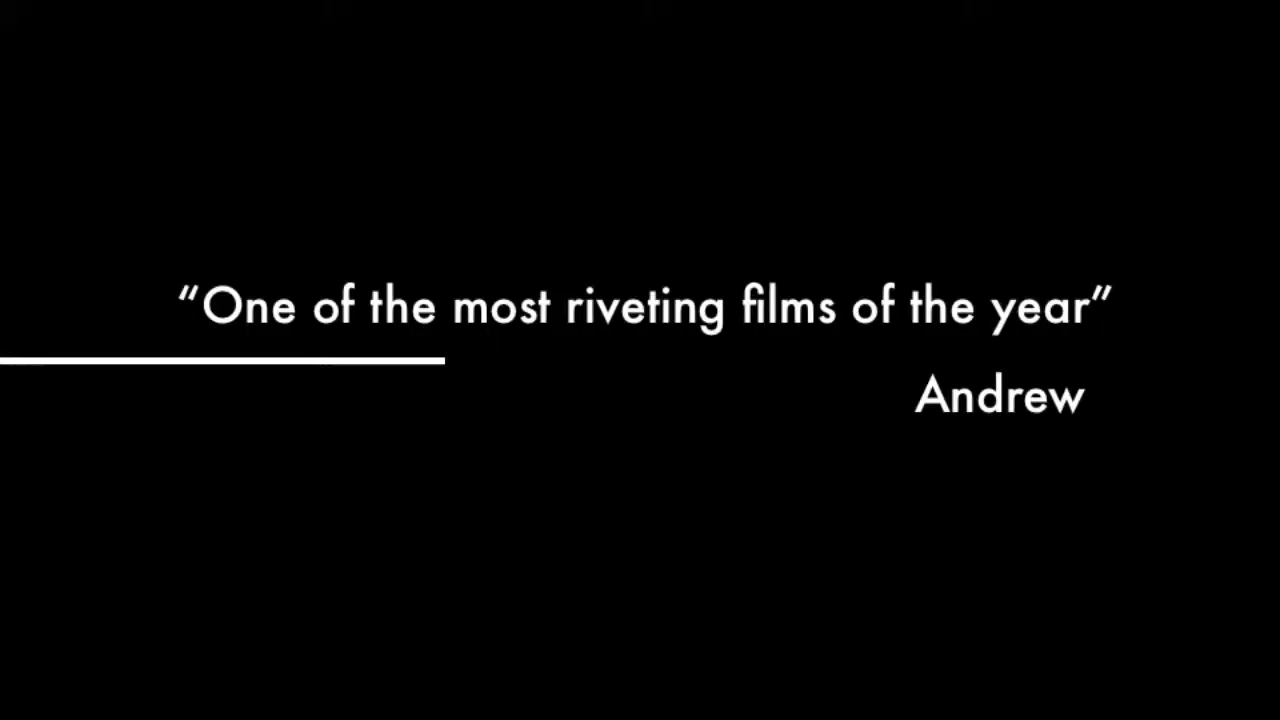 “One of the most riveting films of the year”
Andrew